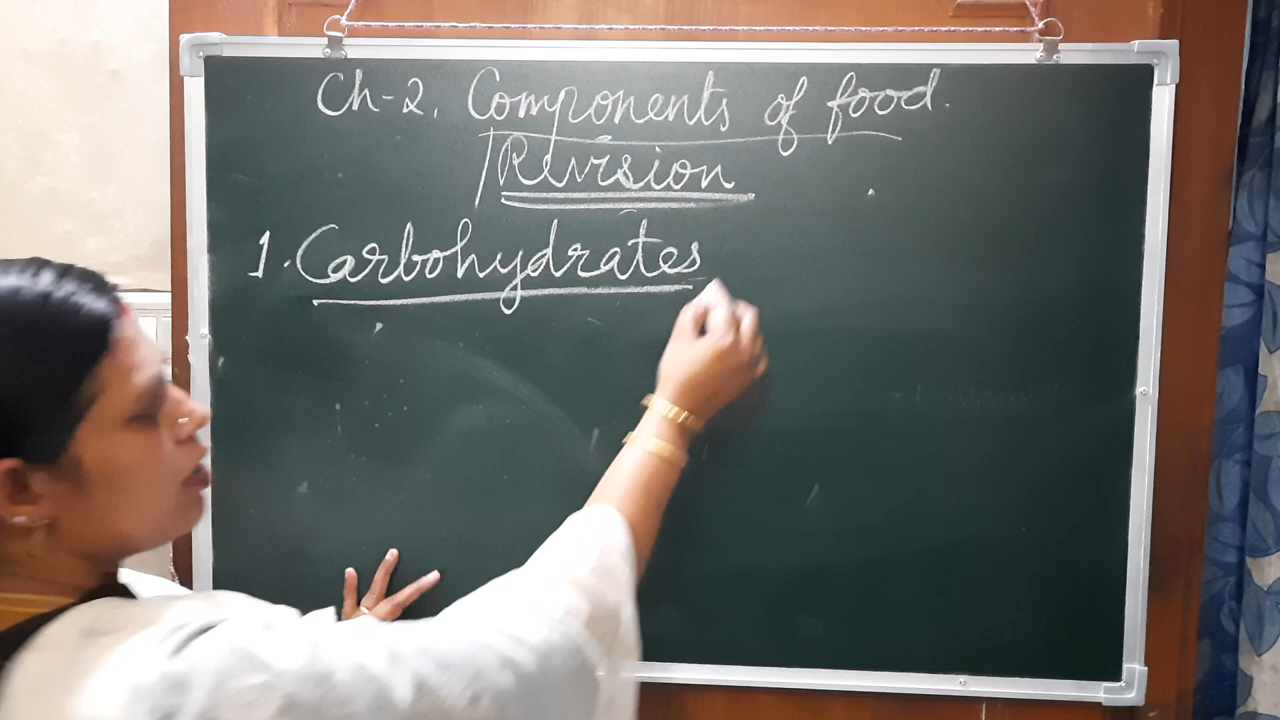 Ch-2. Components of food.
Revision
1. Carbohydrates